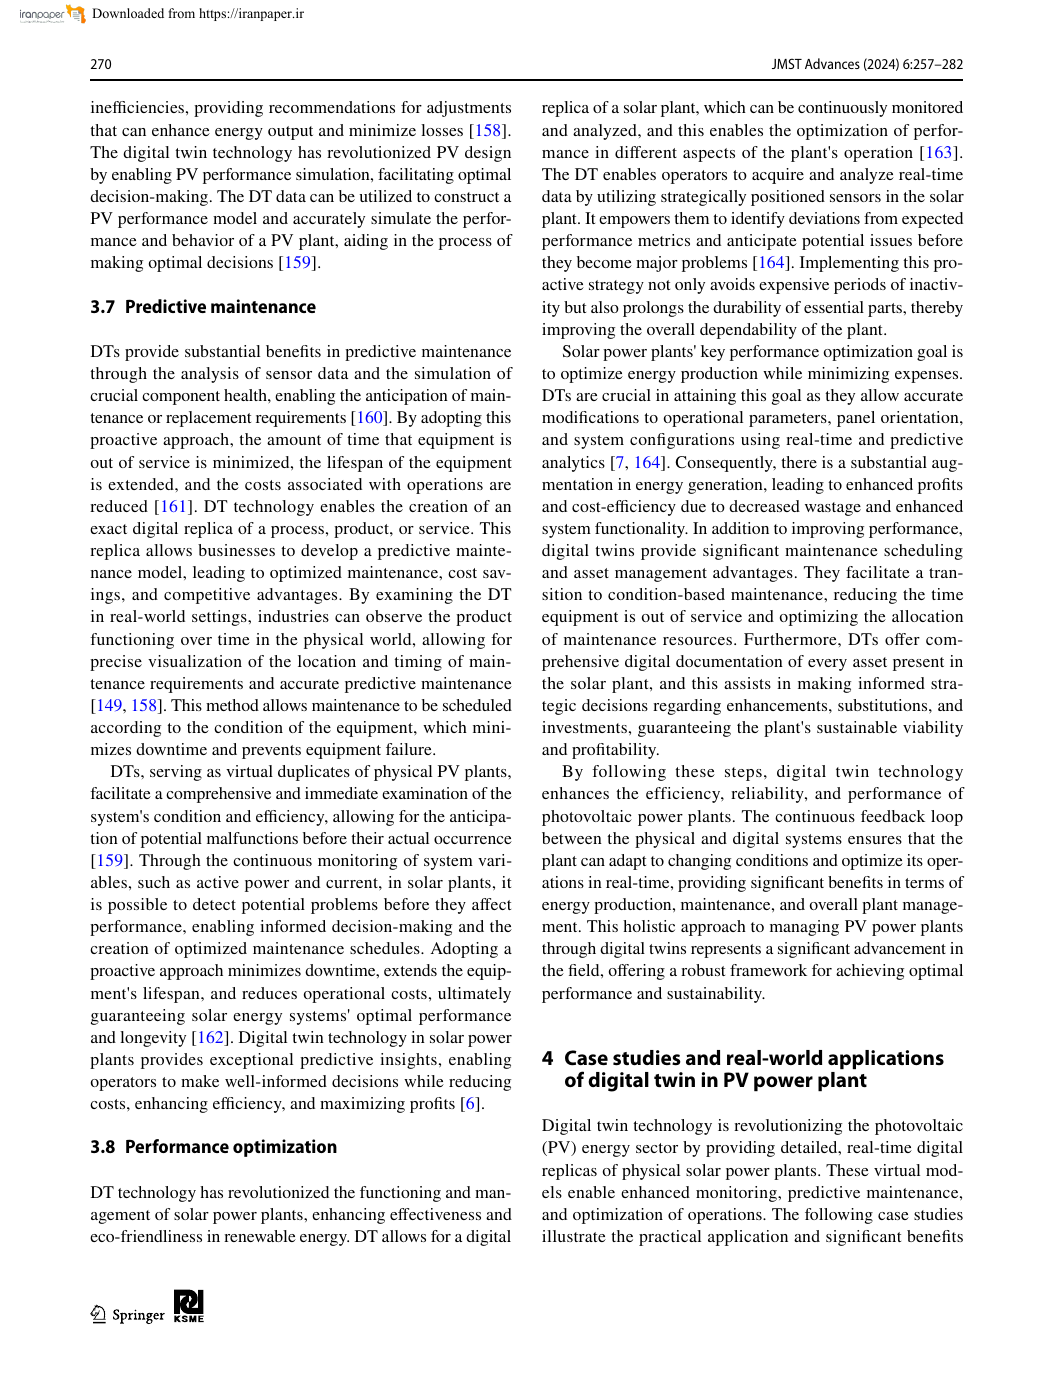 iranpaper
Downloaded from https://iranpaper.ir
270
JMST Advances (2024) 6:257–282
inefficiencies, providing recommendations for adjustments
that can enhance energy output and minimize losses [158].
The digital twin technology has revolutionized PV design
by enabling PV performance simulation, facilitating optimal
decision-making. The DT data can be utilized to construct a
PV performance model and accurately simulate the perfor-
mance and behavior of a PV plant, aiding in the process of
making optimal decisions [159].
3.7 Predictive maintenance
DTs provide substantial benefits in predictive maintenance
through the analysis of sensor data and the simulation of
crucial component health, enabling the anticipation of main-
tenance or replacement requirements [160]. By adopting this
proactive approach, the amount of time that equipment is
out of service is minimized, the lifespan of the equipment
is extended, and the costs associated with operations are
reduced [161]. DT technology enables the creation of an
exact digital replica of a process, product, or service. This
replica allows businesses to develop a predictive mainte-
nance model, leading to optimized maintenance, cost sav-
ings, and competitive advantages. By examining the DT
in real-world settings, industries can observe the product
functioning over time in the physical world, allowing for
precise visualization of the location and timing of main-
tenance requirements and accurate predictive maintenance
[149, 158]. This method allows maintenance to be scheduled
according to the condition of the equipment, which mini-
mizes downtime and prevents equipment failure.
DTs, serving as virtual duplicates of physical PV plants,
facilitate a comprehensive and immediate examination of the
system's condition and efficiency, allowing for the anticipa-
tion of potential malfunctions before their actual occurrence
[159]. Through the continuous monitoring of system vari-
ables, such as active power and current, in solar plants, it
is possible to detect potential problems before they affect
performance, enabling informed decision-making and the
creation of optimized maintenance schedules. Adopting a
proactive approach minimizes downtime, extends the equip-
ment's lifespan, and reduces operational costs, ultimately
guaranteeing solar energy systems' optimal performance
and longevity [162]. Digital twin technology in solar power
plants provides exceptional predictive insights, enabling
operators to make well-informed decisions while reducing
costs, enhancing efficiency, and maximizing profits [6].
3.8 Performance optimization
DT technology has revolutionized the functioning and man-
agement of solar power plants, enhancing effectiveness and
eco-friendliness in renewable energy. DT allows for a digital
replica of a solar plant, which can be continuously monitored
and analyzed, and this enables the optimization of perfor-
mance in different aspects of the plant's operation [163].
The DT enables operators to acquire and analyze real-time
data by utilizing strategically positioned sensors in the solar
plant. It empowers them to identify deviations from expected
performance metrics and anticipate potential issues before
they become major problems [164]. Implementing this pro-
active strategy not only avoids expensive periods of inactiv-
ity but also prolongs the durability of essential parts, thereby
improving the overall dependability of the plant.
Solar power plants' key performance optimization goal is
to optimize energy production while minimizing expenses.
DTs are crucial in attaining this goal as they allow accurate
modifications to operational parameters, panel orientation,
and system configurations using real-time and predictive
analytics [7, 164]. Consequently, there is a substantial aug-
mentation in energy generation, leading to enhanced profits
and cost-efficiency due to decreased wastage and enhanced
system functionality. In addition to improving performance,
digital twins provide significant maintenance scheduling
and asset management advantages. They facilitate a tran-
sition to condition-based maintenance, reducing the time
equipment is out of service and optimizing the allocation
of maintenance resources. Furthermore, DTs offer com-
prehensive digital documentation of every asset present in
the solar plant, and this assists in making informed stra-
tegic decisions regarding enhancements, substitutions, and
investments, guaranteeing the plant's sustainable viability
and profitability.
By following these steps, digital twin technology
enhances the efficiency, reliability, and performance of
photovoltaic power plants. The continuous feedback loop
between the physical and digital systems ensures that the
plant can adapt to changing conditions and optimize its oper-
ations in real-time, providing significant benefits in terms of
energy production, maintenance, and overall plant manage-
ment. This holistic approach to managing PV power plants
through digital twins represents a significant advancement in
the field, offering a robust framework for achieving optimal
performance and sustainability.
4 Case studies and real-world applications
of digital twin in PV power plant
Digital twin technology is revolutionizing the photovoltaic
(PV) energy sector by providing detailed, real-time digital
replicas of physical solar power plants. These virtual mod-
els enable enhanced monitoring, predictive maintenance,
and optimization of operations. The following case studies
illustrate the practical application and significant benefits
Springer
KSME